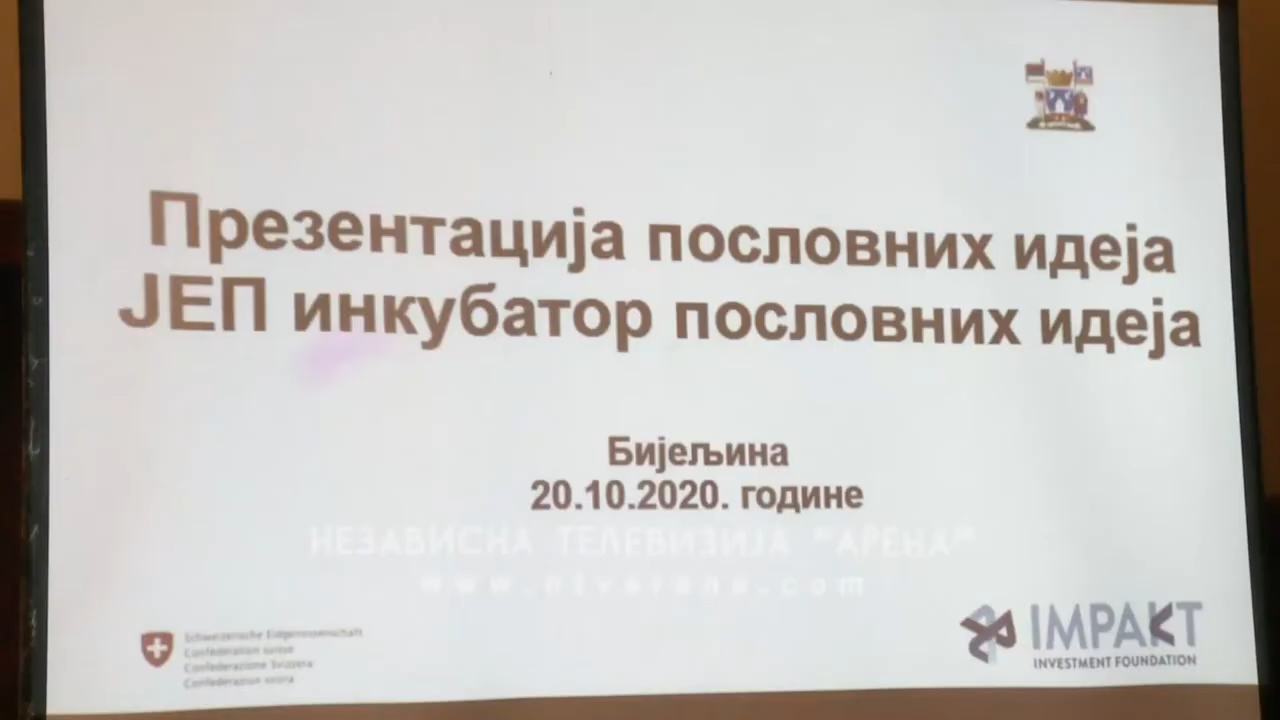 Презентација пословних идеја
ЈЕП инкубатор пословних идеја
Бијељина
20.10.2020. године
НЕЗАВИСНА ТЕЛЕВИЗИЈА "АРЕНА"
www.ntvarena.com
Schweizerische Eidgenossenschaft
Confédération suisse
Confederazione Svizzera
Confederaziun svizra
IMPAKT
INVESTMENT FOUNDATION